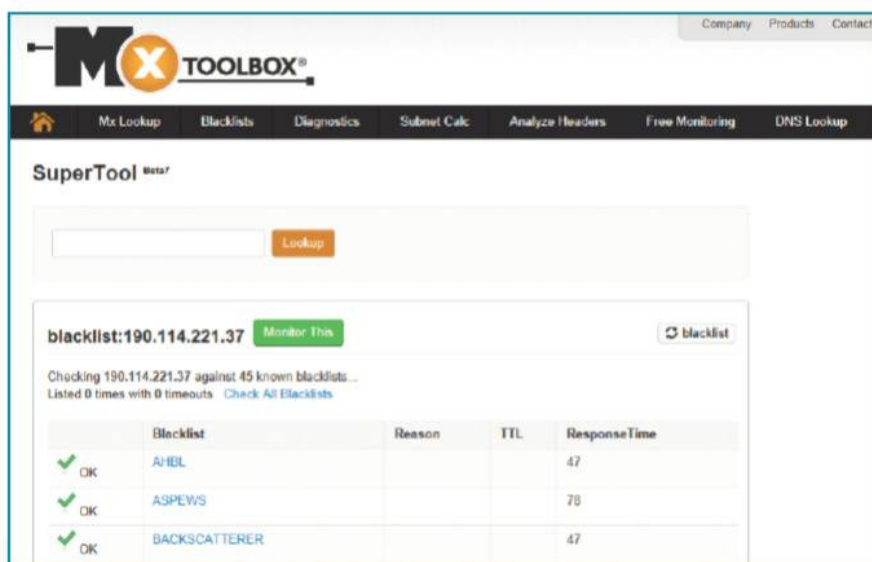 Company Products Contact
MX TOOLBOX®
Mx Lookup Blacklists Diagnostics Subnet Calc Analyze Headers Free Monitoring DNS Lookup
SuperTool Beta7
Lookup
blacklist:190.114.221.37 Monitor This blacklist
Checking 190.114.221.37 against 45 known blacklists...
Listed 0 times with 0 timeouts Check All Blacklists
Blacklist Reason TTL ResponseTime
OK AHBL 47
OK ASPEWS 78
OK BACKSCATTERER 47